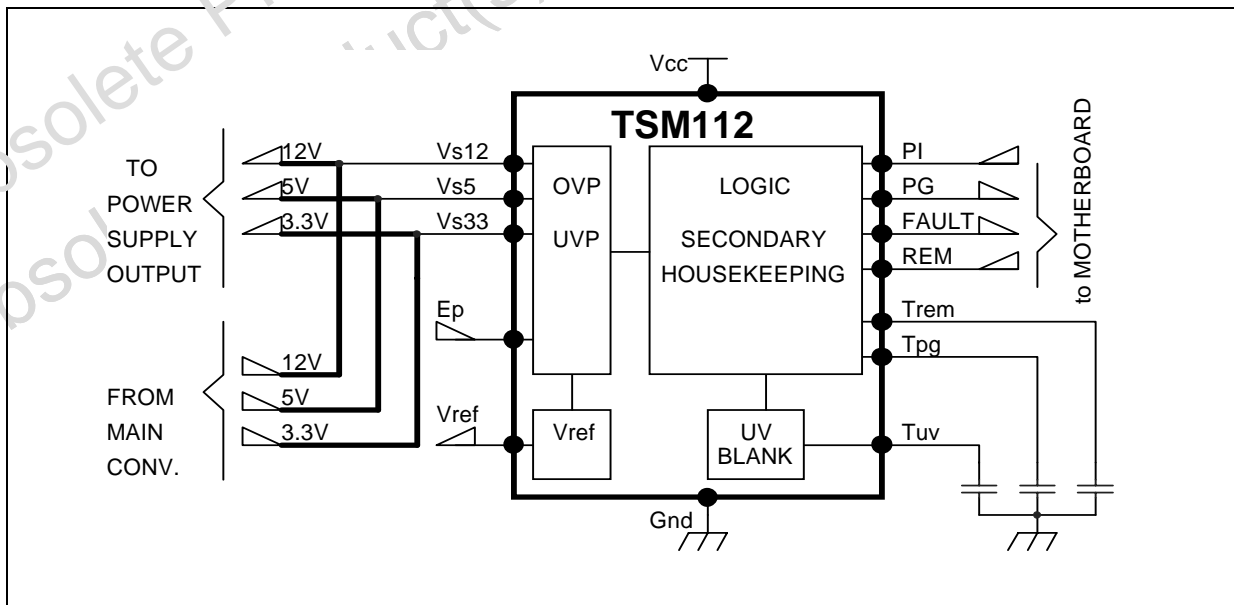 Obsolete
Obsol
uct(s)
Vcc
TSM112
TO
POWER
SUPPLY
OUTPUT
12V
5V
3.3V
Vs12
Vs5
Vs33
OVP
UVP
LOGIC
SECONDARY
HOUSEKEEPING
PI
PG
FAULT
REM
to MOTHERBOARD
Ep
Trem
Tpg
FROM
MAIN
CONV.
12V
5V
3.3V
Vref
Vref
UV
BLANK
Tuv
Gnd